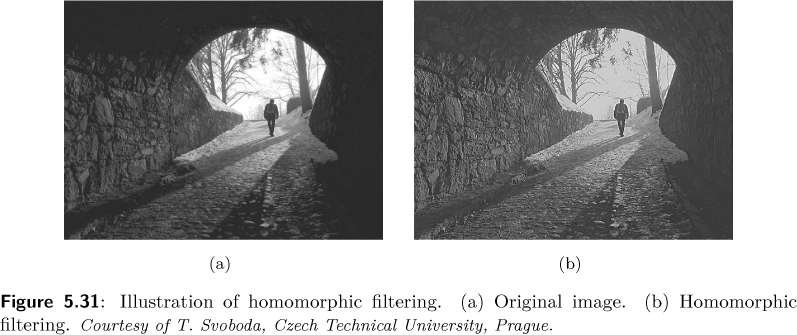 (a) (b)
Figure 5.31: Illustration of homomorphic filtering. (a) Original image. (b) Homomorphic
filtering. Courtesy of T. Svoboda, Czech Technical University, Prague.